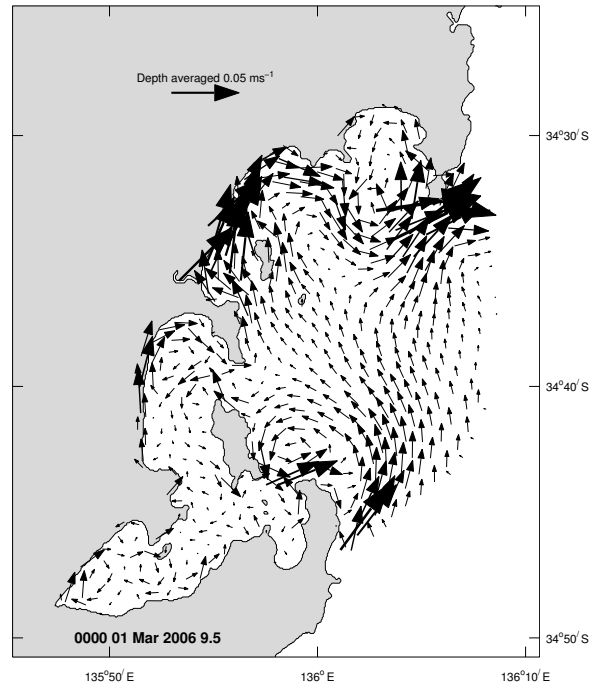 Depth averaged 0.05 ms⁻¹
34°30′ S
34°40′ S
34°50′ S
0000 01 Mar 2006 9.5
135°50′ E
136° E
136°10′ E